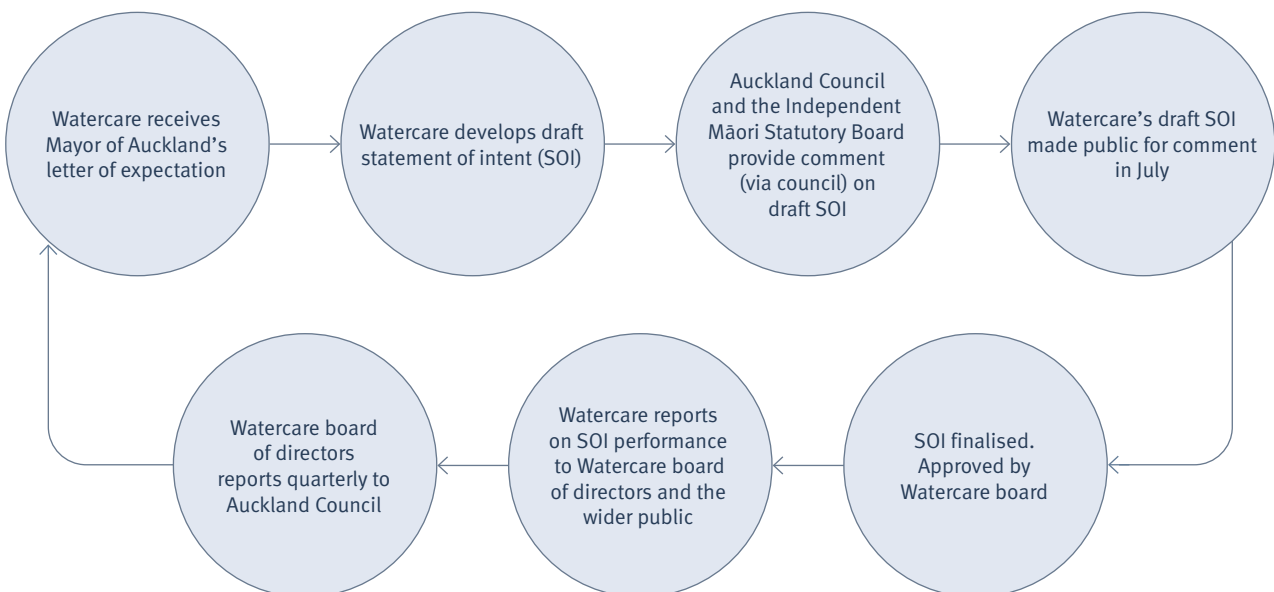 Watercare receives
Mayor of Auckland's
letter of expectation
Watercare develops draft
statement of intent (SOI)
Auckland Council
and the Independent
Māori Statutory Board
provide comment
(via council) on
draft SOI
Watercare’s draft SOI
made public for comment
in July
SOI finalised.
Approved by
Watercare board
Watercare reports
on SOI performance
to Watercare board
of directors and the
wider public
Watercare board
of directors
reports quarterly to
Auckland Council